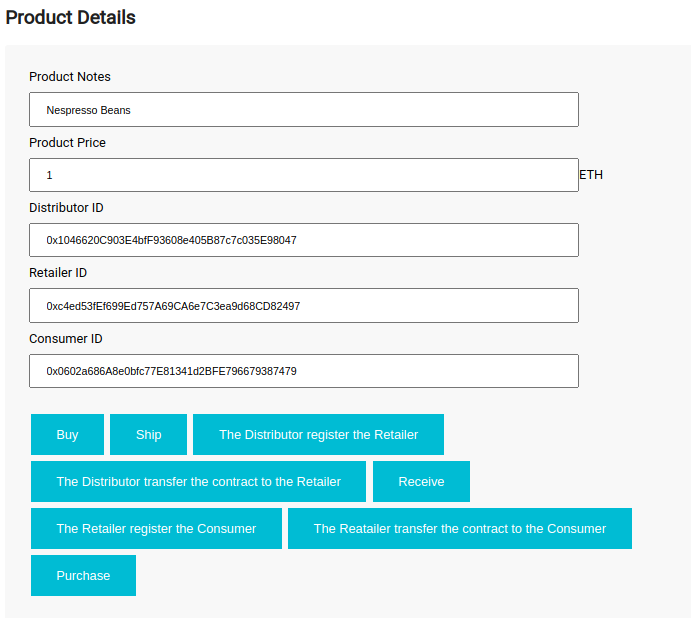 Product Details
Product Notes
Nespresso Beans
Product Price
1
ETH
Distributor ID
0x1046620C903E4bfF93608e405B87c7c035E98047
Retailer ID
0xc4ed53fEf699Ed757A69CA6e7C3ea9d68CD82497
Consumer ID
0x0602a686A8e0bfc77E81341d2BFE796679387479
Buy
Ship
The Distributor register the Retailer
The Distributor transfer the contract to the Retailer
Receive
The Retailer register the Consumer
The Reatailer transfer the contract to the Consumer
Purchase